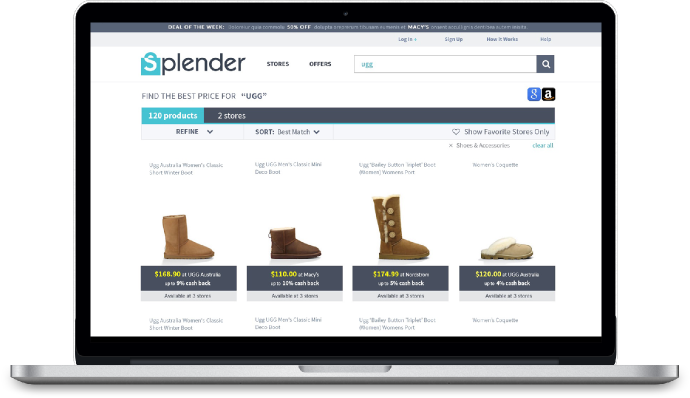 DEAL OF THE WEEK: 50% OFF MACY'S
Log In +
Sign Up
How It Works
Help
Splender
STORES
OFFERS
ugg
FIND THE BEST PRICE FOR "UGG"
g a
120 products
2 stores
REFINE
SORT: Best Match
Show Favorite Stores Only
× Shoes & Accessories
clear all
Ugg Australia Women's Classic
Short Winter Boot
Ugg UGG Men's Classic Mini
Deco Boot
Ugg 'Bailey Button Triplet' Boot
(Women) Womens Port
Women's Coquette
$168.90 at UGG Australia
up to 9% cash back
Available at 3 stores
$110.00 at Macy's
up to 10% cash back
Available at 3 stores
$174.99 at Nordstrom
up to 5% cash back
Available at 3 stores
$120.00 at UGG Australia
up to 4% cash back
Available at 3 stores
Ugg Australia Women's Classic
Short Winter Boot
Ugg UGG Men's Classic Mini
Deco Boot
Ugg 'Bailey Button Triplet' Boot
(Women) Womens Port
Women's Coquette